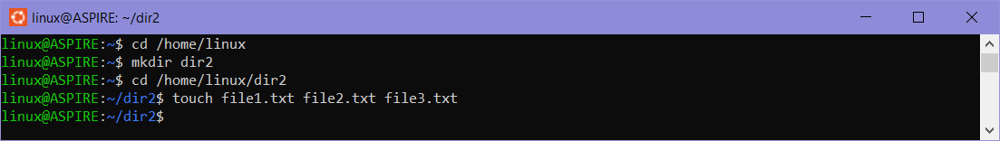 linux@ASPIRE: ~/dir2
linux@ASPIRE:~$ cd /home/linux
linux@ASPIRE:~$ mkdir dir2
linux@ASPIRE:~$ cd /home/linux/dir2
linux@ASPIRE:~/dir2$ touch file1.txt file2.txt file3.txt
linux@ASPIRE:~/dir2$